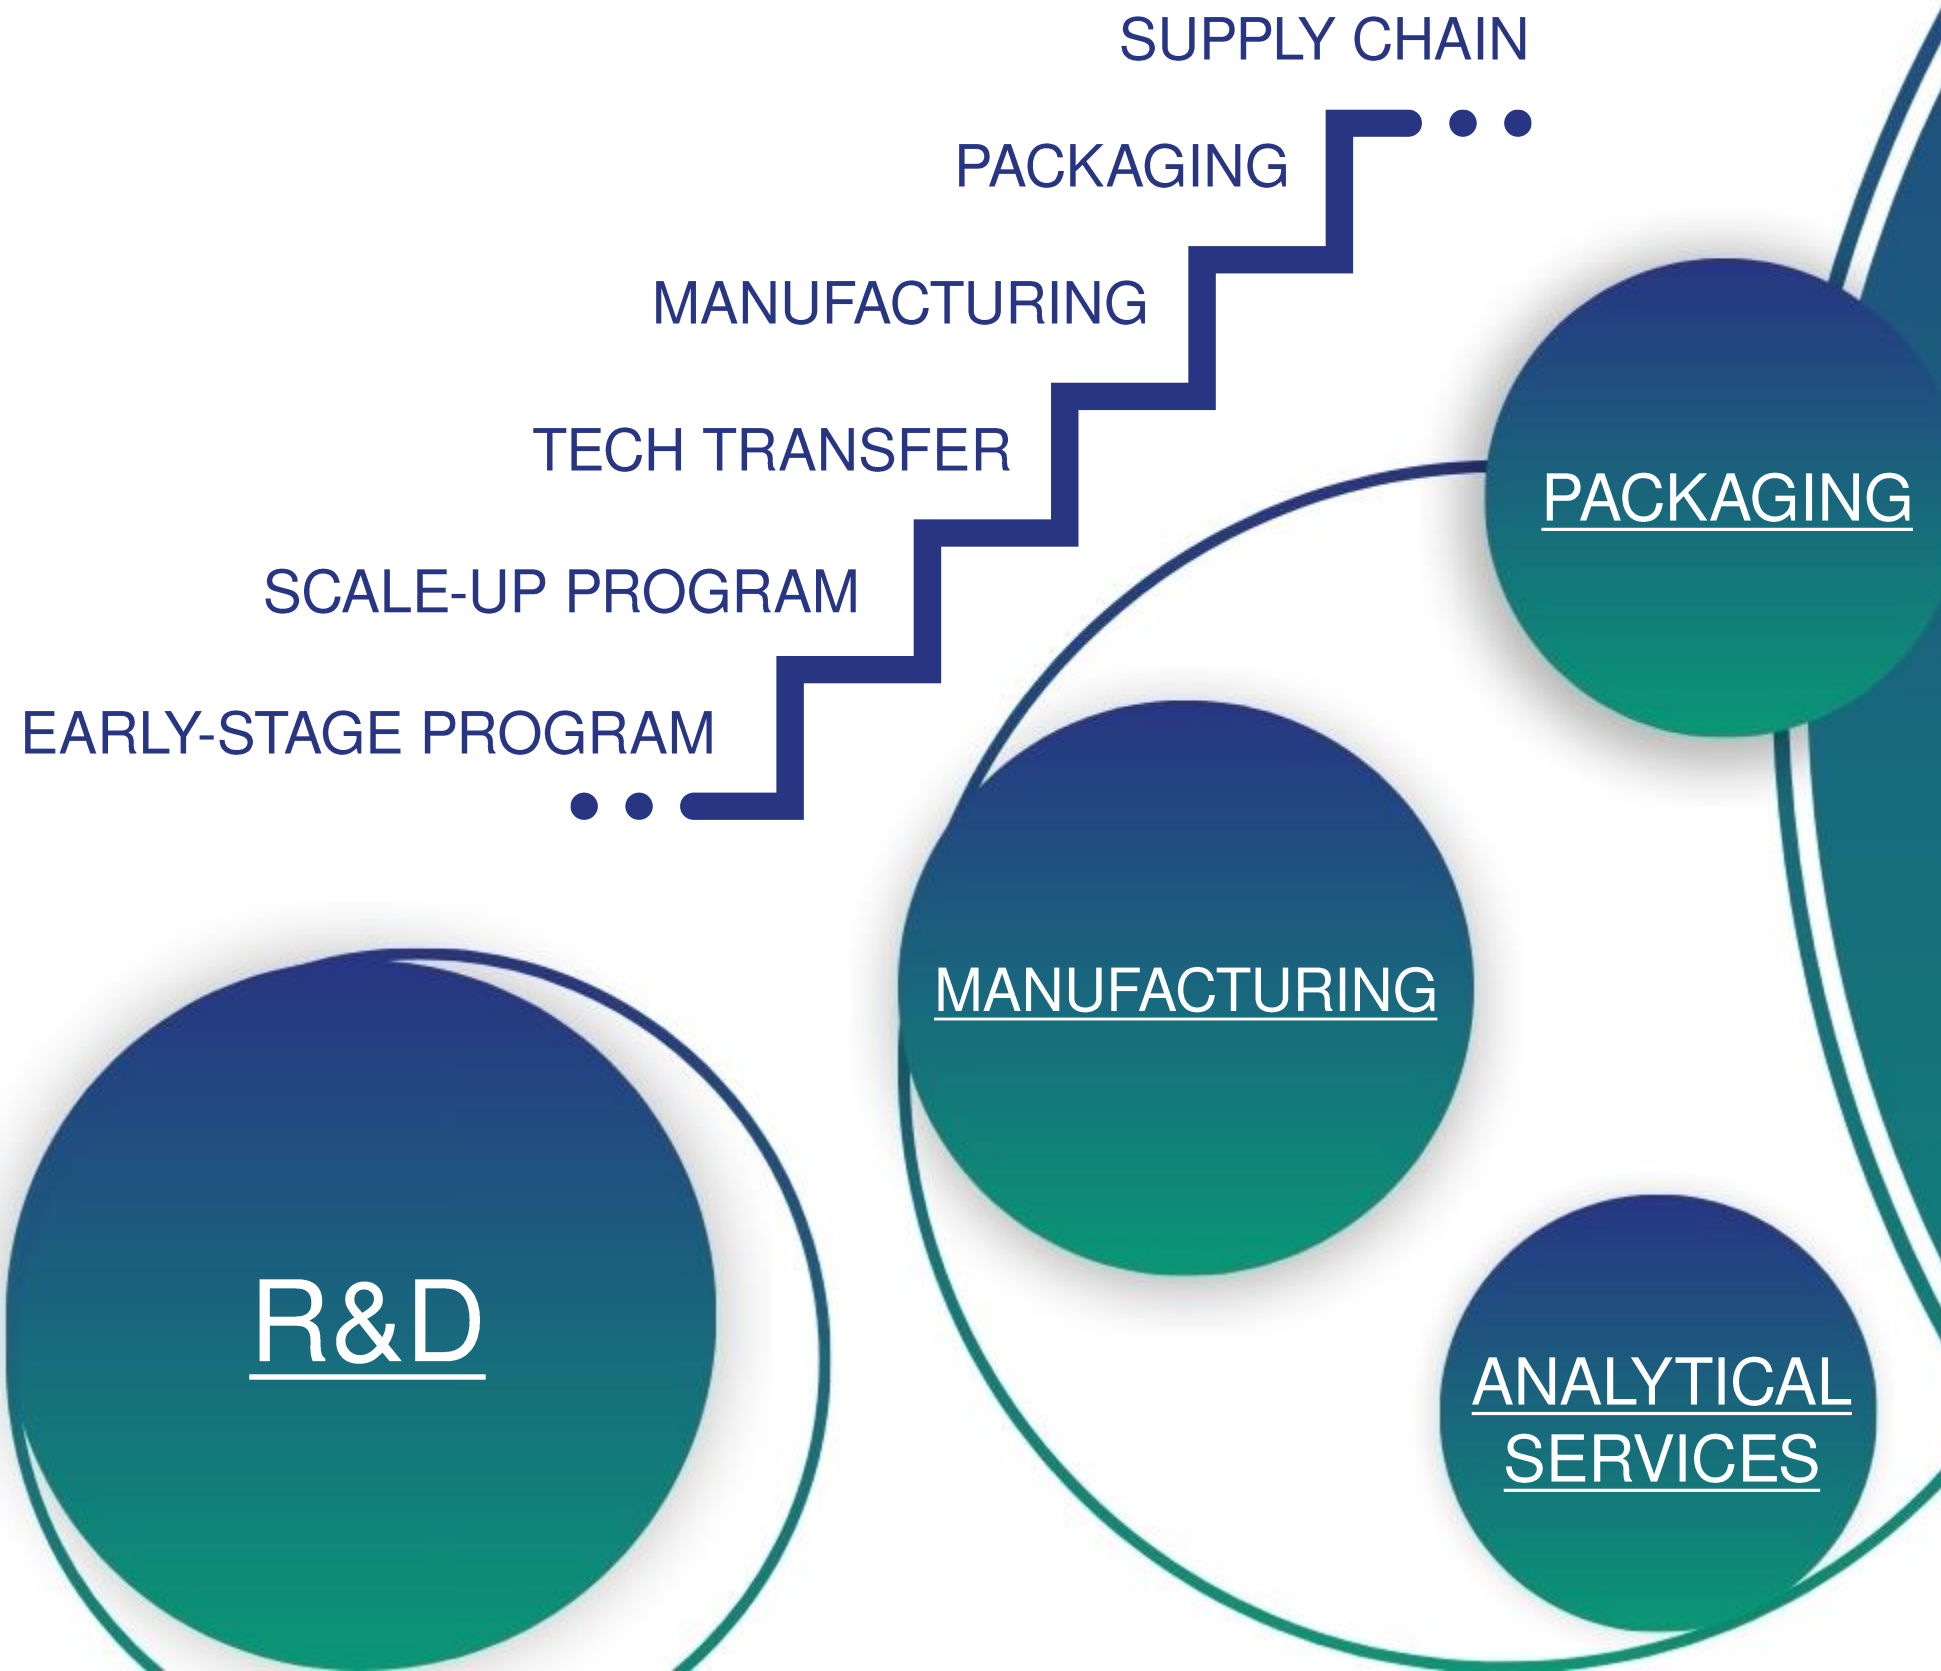 SUPPLY CHAIN
PACKAGING
MANUFACTURING
TECH TRANSFER
SCALE-UP PROGRAM
EARLY-STAGE PROGRAM
PACKAGING
MANUFACTURING
R&D
ANALYTICAL
SERVICES